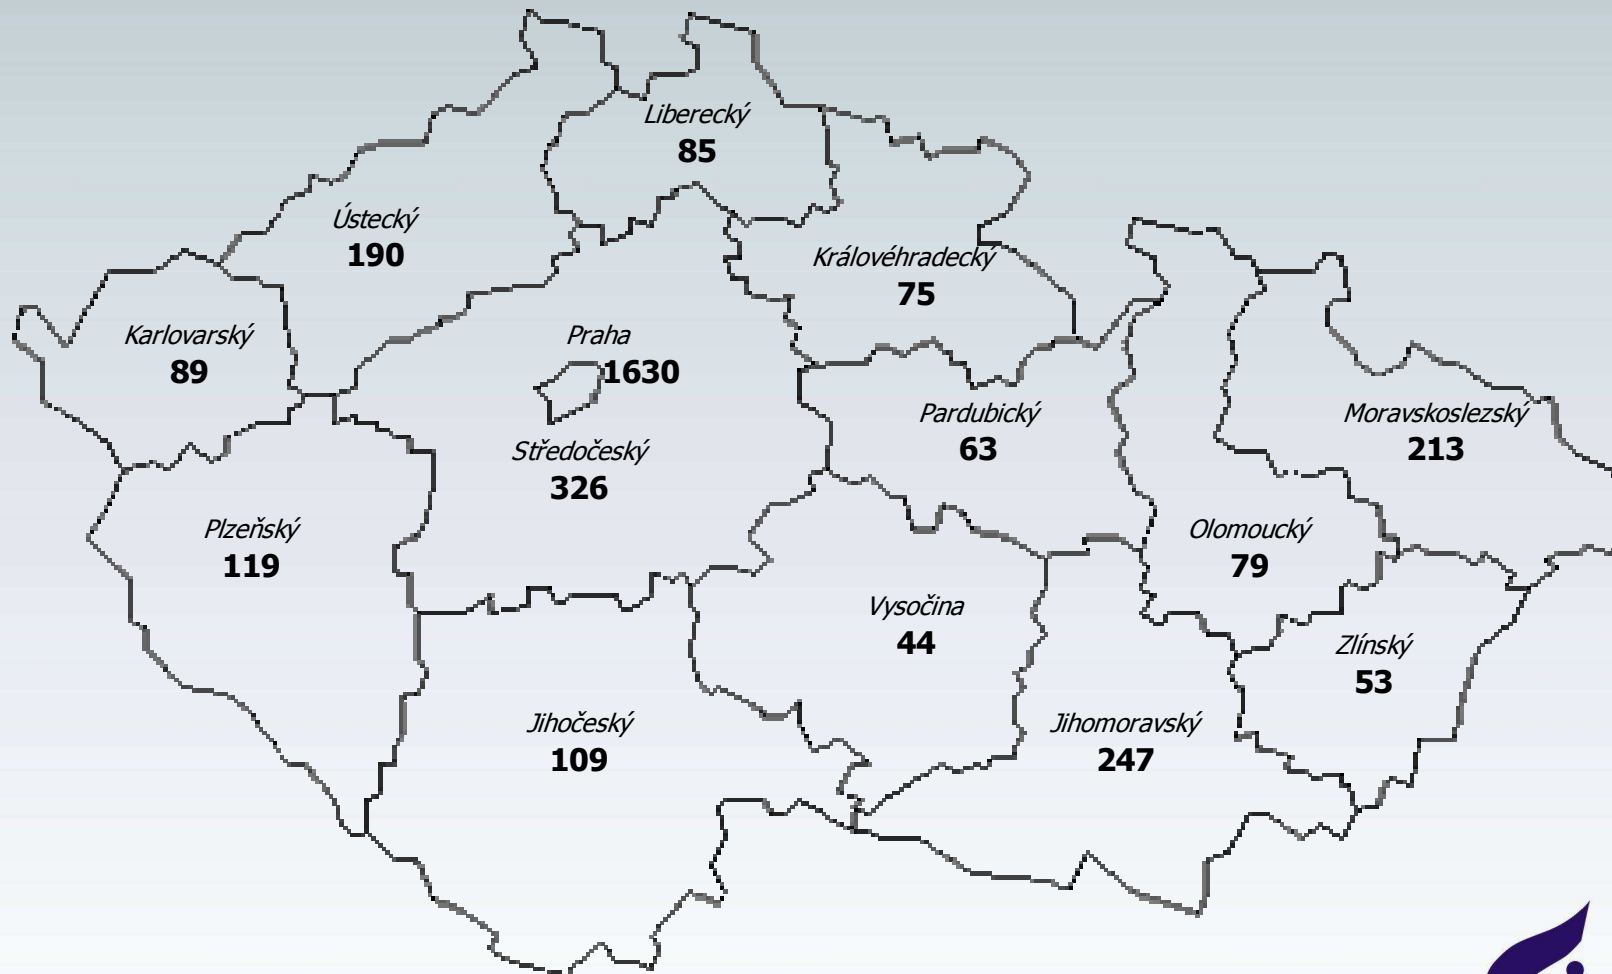 Liberecký
85
Ústecký
190
Královéhradecký
75
Karlovarský
89
Praha
1630
Pardubický
63
Moravskoslezský
213
Středočeský
326
Plzeňský
119
Olomoucký
79
Vysočina
44
Zlínský
53
Jihočeský
109
Jihomoravský
247